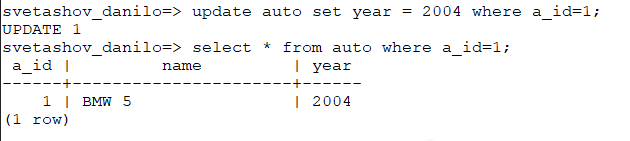 svetashov_danilo=> update auto set year = 2004 where a_id=1;
UPDATE 1
svetashov_danilo=> select * from auto where a_id=1;
 a_id |         name         | year
------+----------------------+------
    1 | BMW 5                | 2004
(1 row)